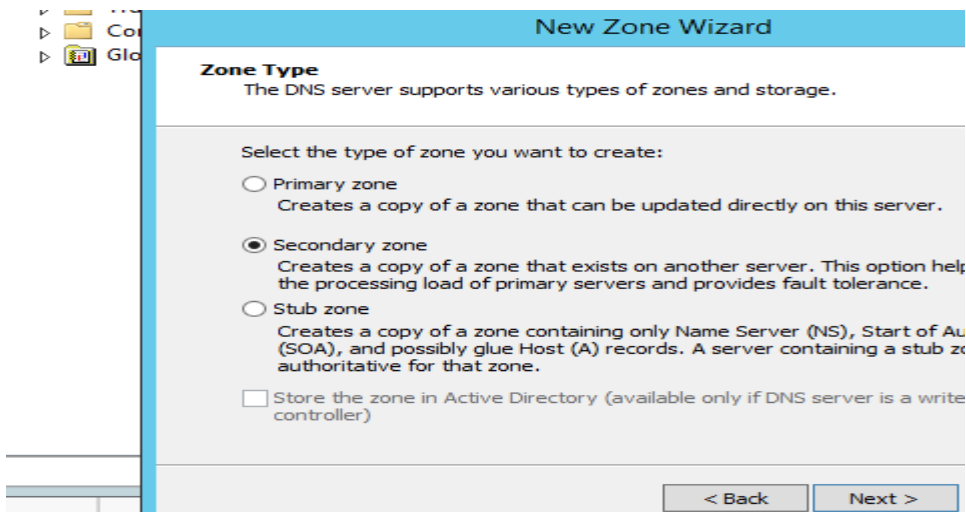 Glo
New Zone Wizard
Zone Type
The DNS server supports various types of zones and storage.
Select the type of zone you want to create:
Primary zone
Creates a copy of a zone that can be updated directly on this server.
Secondary zone
Creates a copy of a zone that exists on another server. This option help
the processing load of primary servers and provides fault tolerance.
Stub zone
Creates a copy of a zone containing only Name Server (NS), Start of Au
(SOA), and possibly glue Host (A) records. A server containing a stub zo
authoritative for that zone.
Store the zone in Active Directory (available only if DNS server is a write
controller)
< Back Next >